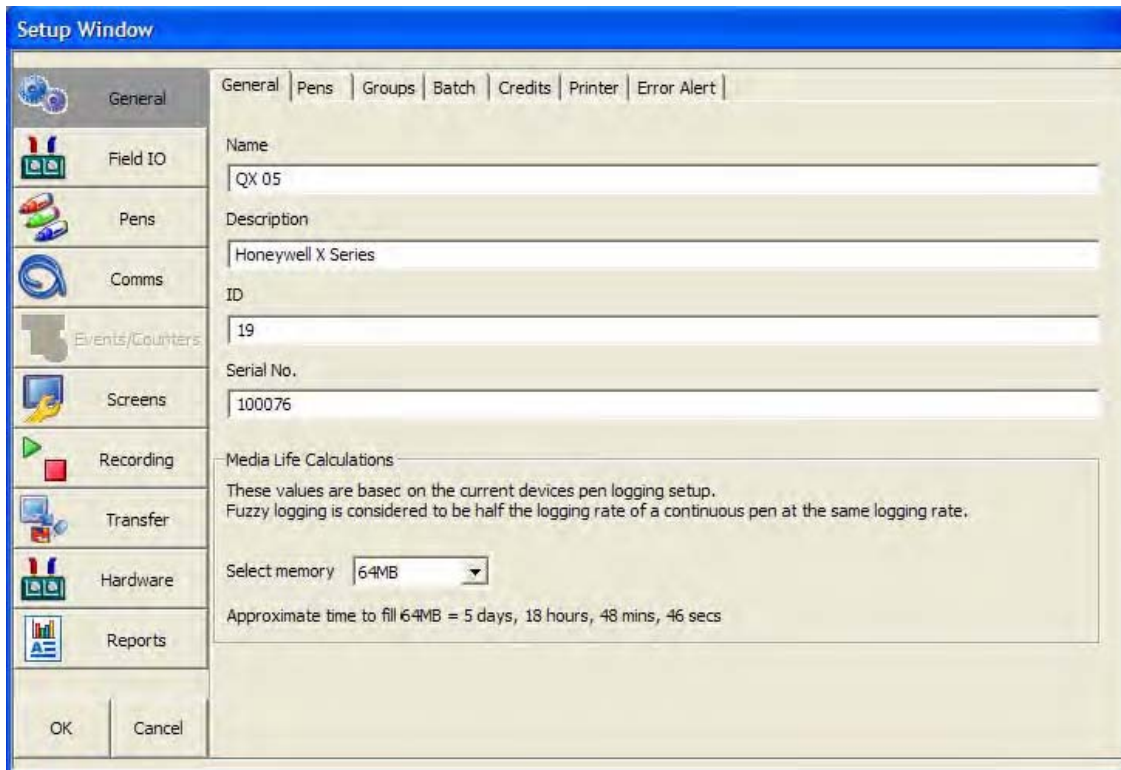 Setup Window
General
Field IO
Pens
Comms
Events/Counters
Screens
Recording
Transfer
Hardware
Reports
OK Cancel
General Pens Groups Batch Credits Printer Error Alert
Name
QX 05
Description
Honeywell X Series
ID
19
Serial No.
100076
Media Life Calculations
These values are based on the current devices pen logging setup.
Fuzzy logging is considered to be half the logging rate of a continuous pen at the same logging rate.
Select memory 64MB
Approximate time to fill 64MB = 5 days, 18 hours, 48 mins, 46 secs